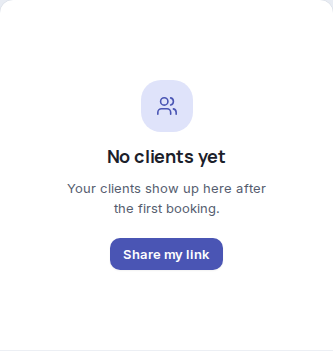 No clients yet
Your clients show up here after
the first booking.
Share my link